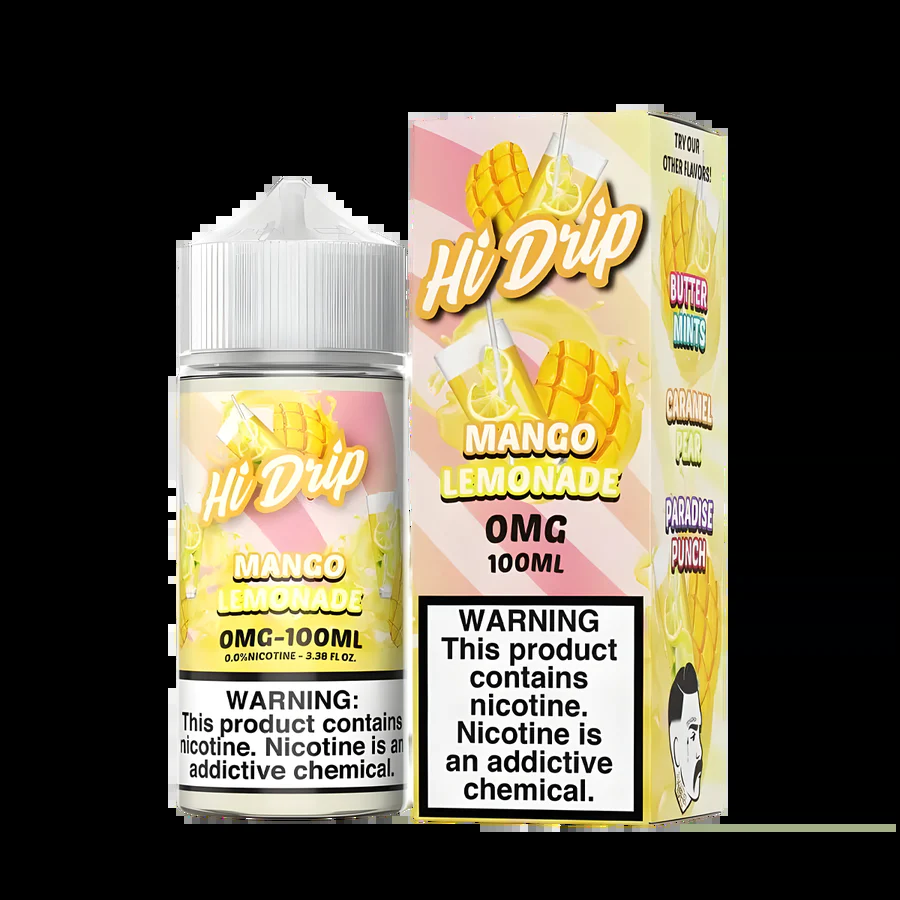 Hi Drip
MANGO
LEMONADE
0MG-100ML
0.0%NICOTINE - 3.38 FL OZ.
WARNING:
This product contains
nicotine. Nicotine is an
addictive chemical.
Hi Drip
MANGO
LEMONADE
0MG
100ML
WARNING
This product
contains
nicotine.
Nicotine is
an addictive
chemical.
TRY OUR
OTHER FLAVORS!
BUTTER
MINTS
CARAMEL
PEAR
PARADISE
PUNCH